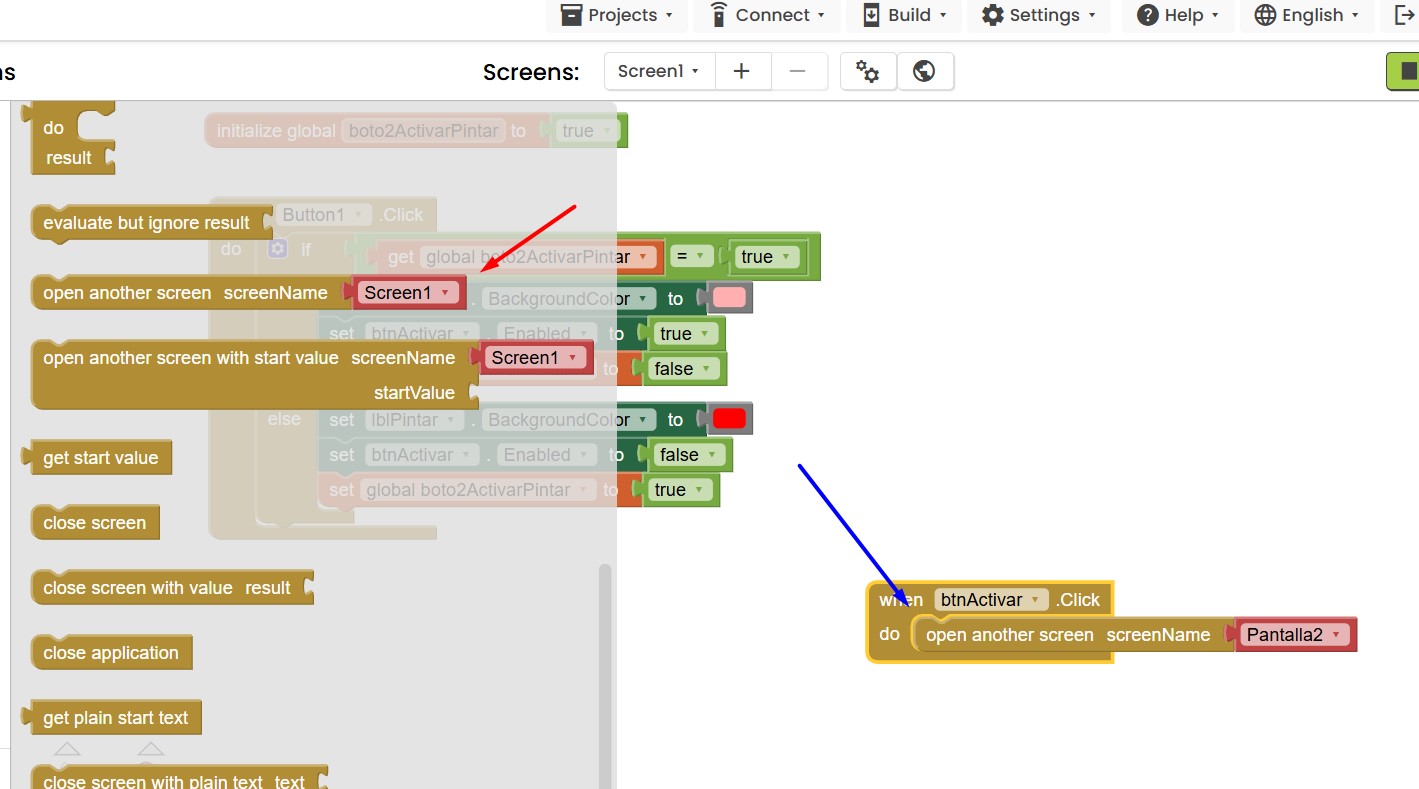 Projects Connect Build Settings Help English
ns Screens: Screen1
do
result
initialize global boto2ActivarPintar to true
evaluate but ignore result
Button1 .Click
do if get global boto2ActivarPintar = true
open another screen screenName Screen1
. BackgroundColor to
set btnActivar . Enabled to true
open another screen with start value screenName Screen1
to false
startValue
else set lblPintar . BackgroundColor to
get start value
set btnActivar . Enabled to false
set global boto2ActivarPintar to true
close screen
close screen with value result
when btnActivar .Click
do open another screen screenName Pantalla2
close application
get plain start text
close screen with plain text text